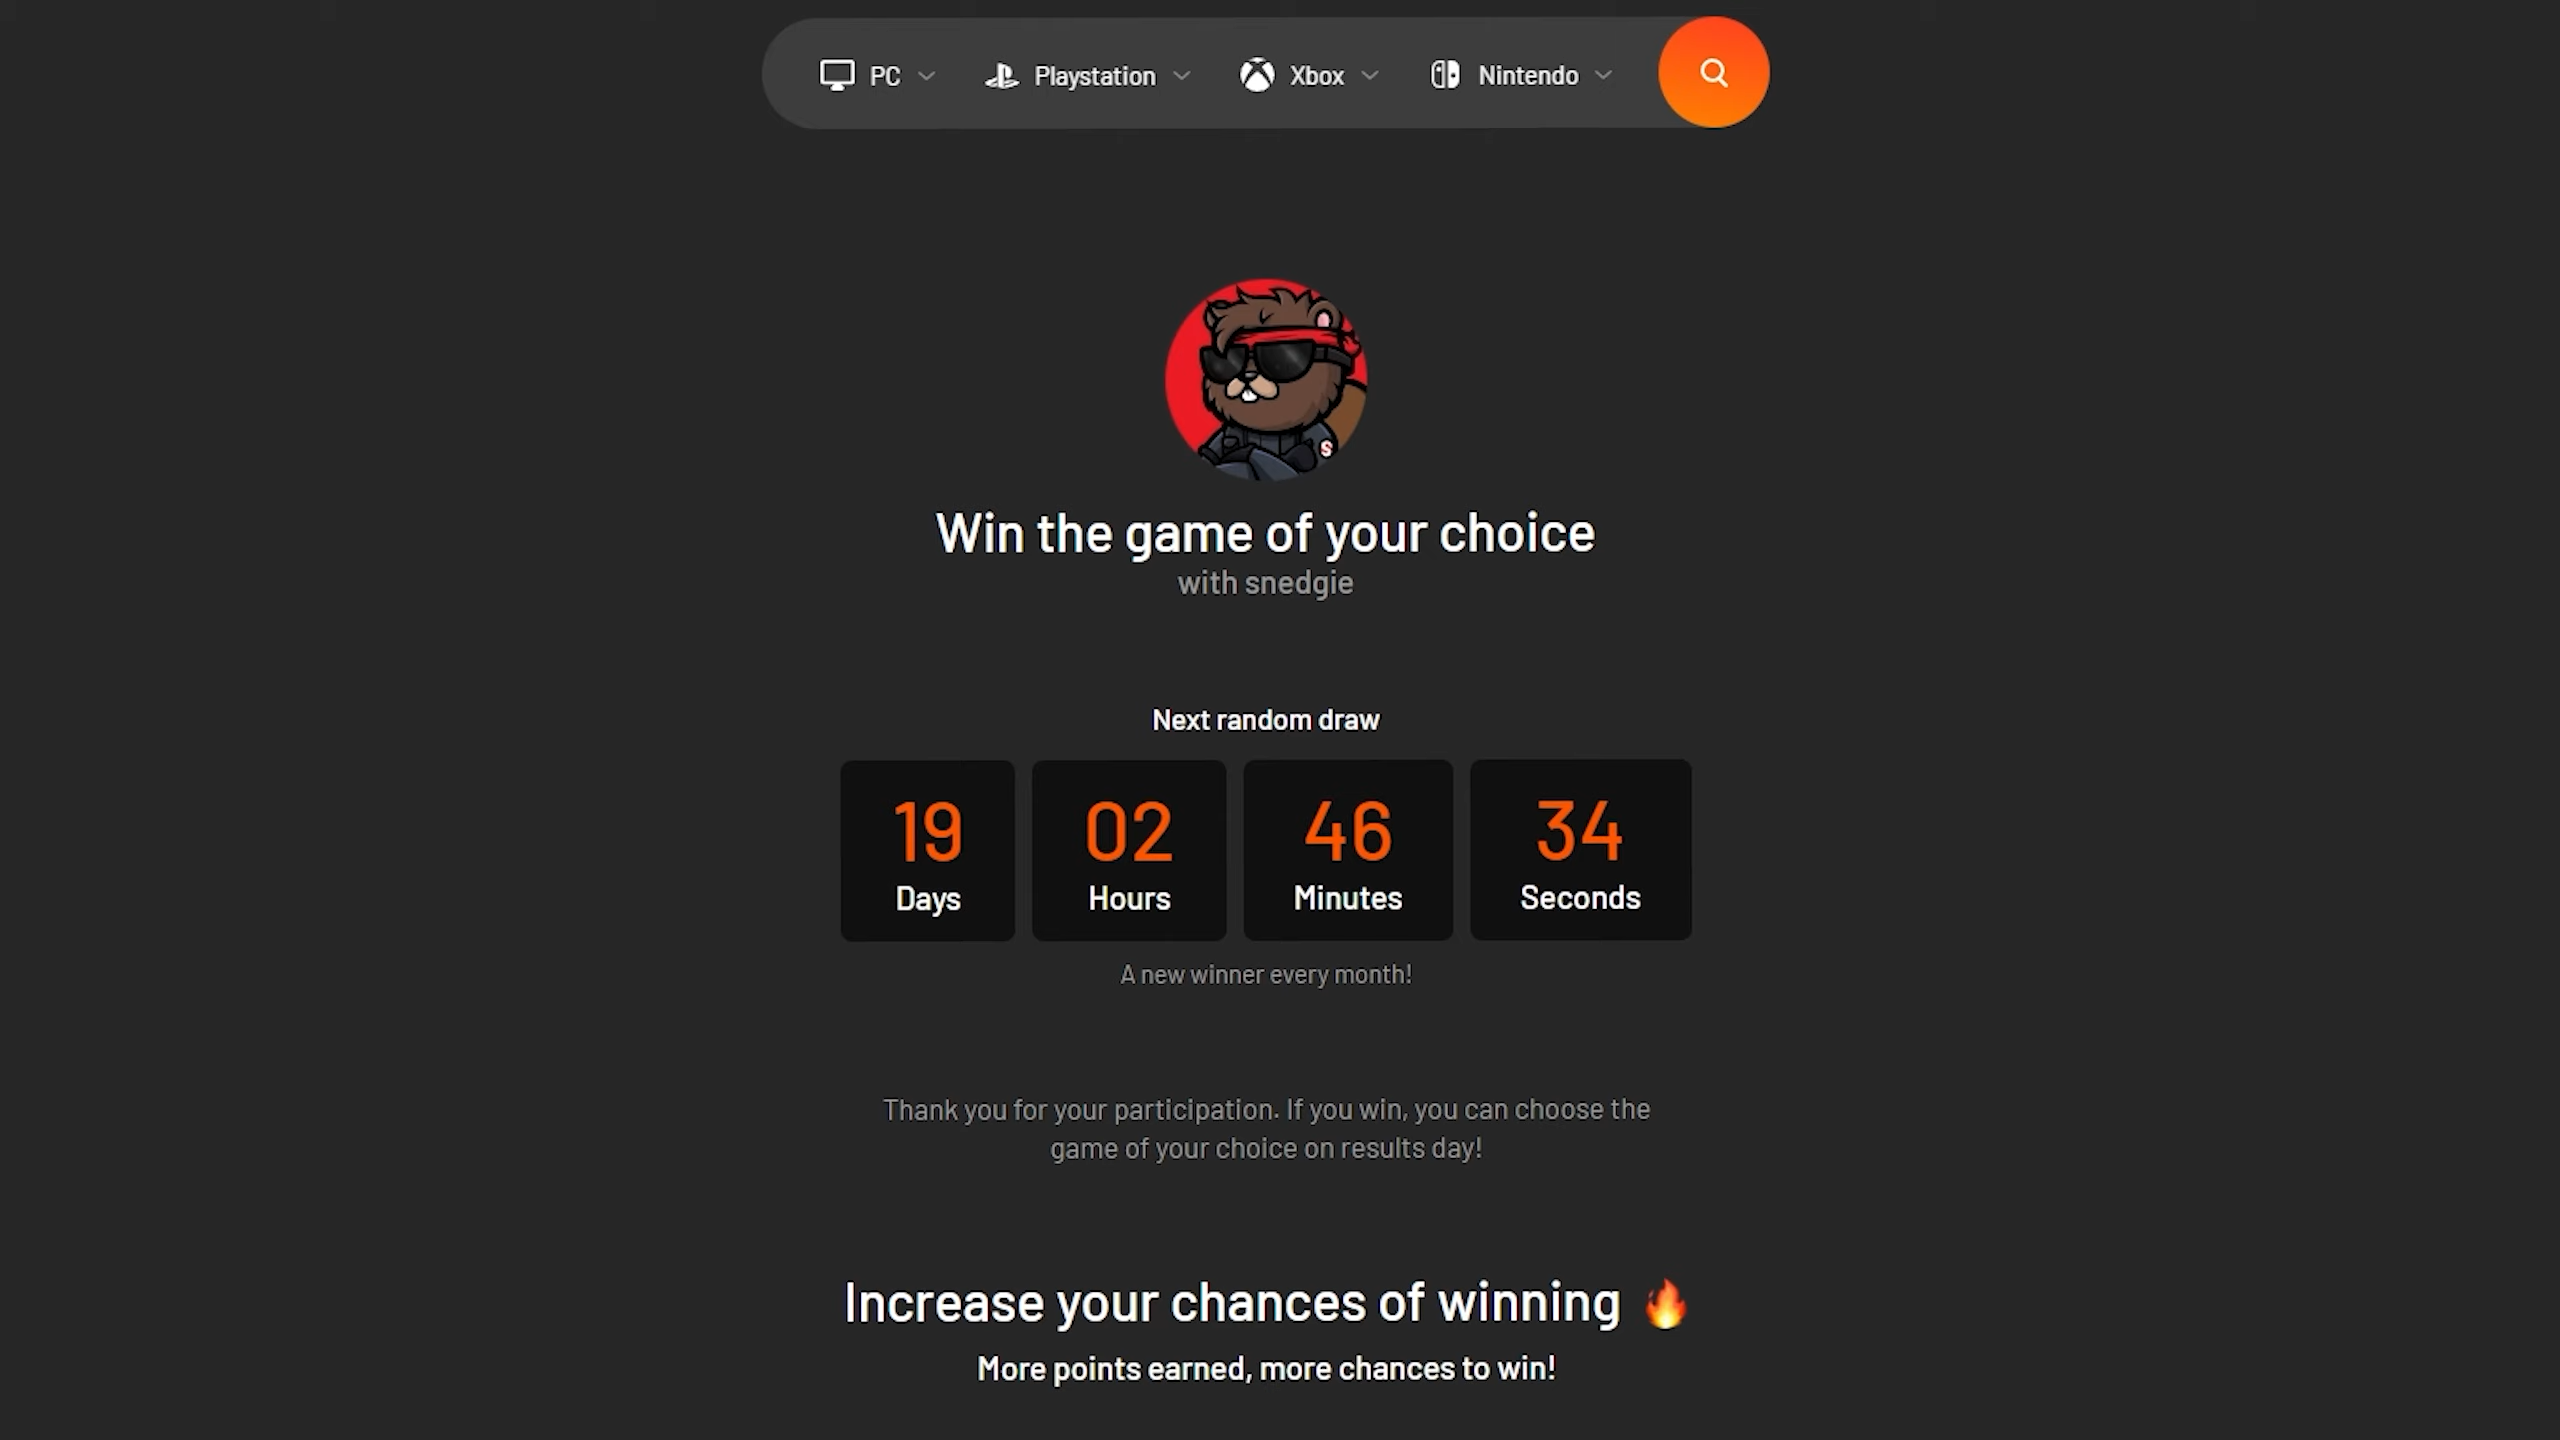 PC
Playstation
Xbox
Nintendo
S
Win the game of your choice
with snedgie
Next random draw
19
Days
02
Hours
46
Minutes
34
Seconds
A new winner every month!
Thank you for your participation. If you win, you can choose the
game of your choice on results day!
Increase your chances of winning 🔥
More points earned, more chances to win!